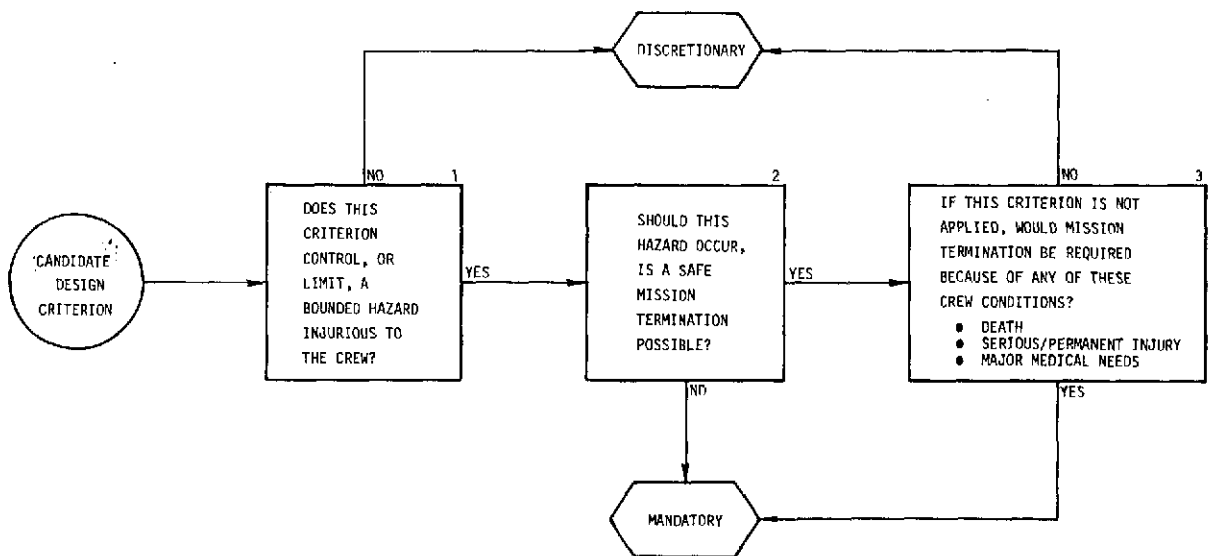 DISCRETIONARY
NO
1
DOES THIS
CRITERION
CONTROL, OR
LIMIT, A
BOUNDED HAZARD
INJURIOUS TO
THE CREW?
2
SHOULD THIS
HAZARD OCCUR,
IS A SAFE
MISSION
TERMINATION
POSSIBLE?
NO
3
IF THIS CRITERION IS NOT
APPLIED, WOULD MISSION
TERMINATION BE REQUIRED
BECAUSE OF ANY OF THESE
CREW CONDITIONS?
● DEATH
● SERIOUS/PERMANENT INJURY
● MAJOR MEDICAL NEEDS
CANDIDATE
DESIGN
CRITERION
YES
YES
NO
YES
MANDATORY